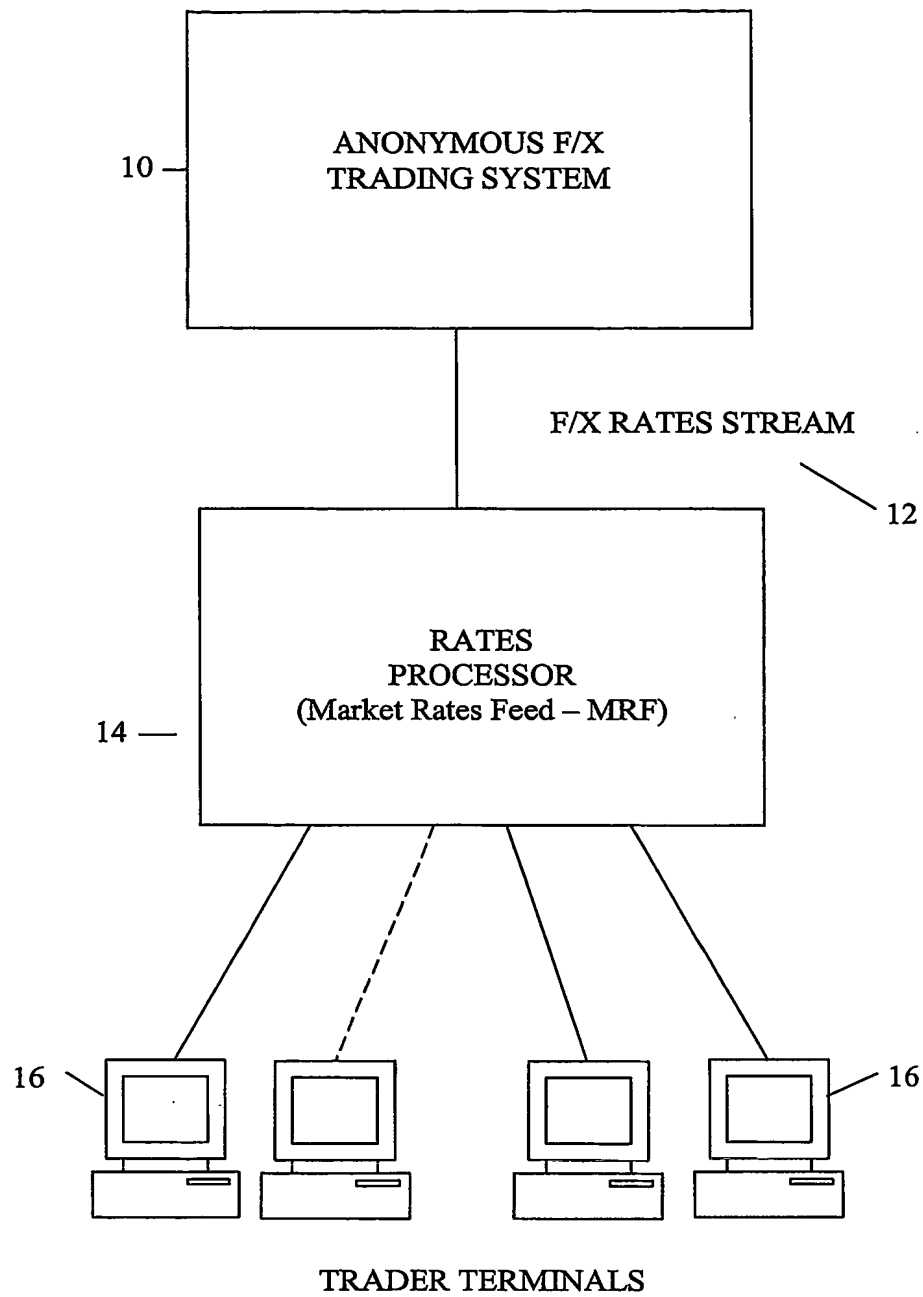 ANONYMOUS F/X
TRADING SYSTEM
10
F/X RATES STREAM
12
RATES
PROCESSOR
(Market Rates Feed – MRF)
14
16
16
TRADER TERMINALS